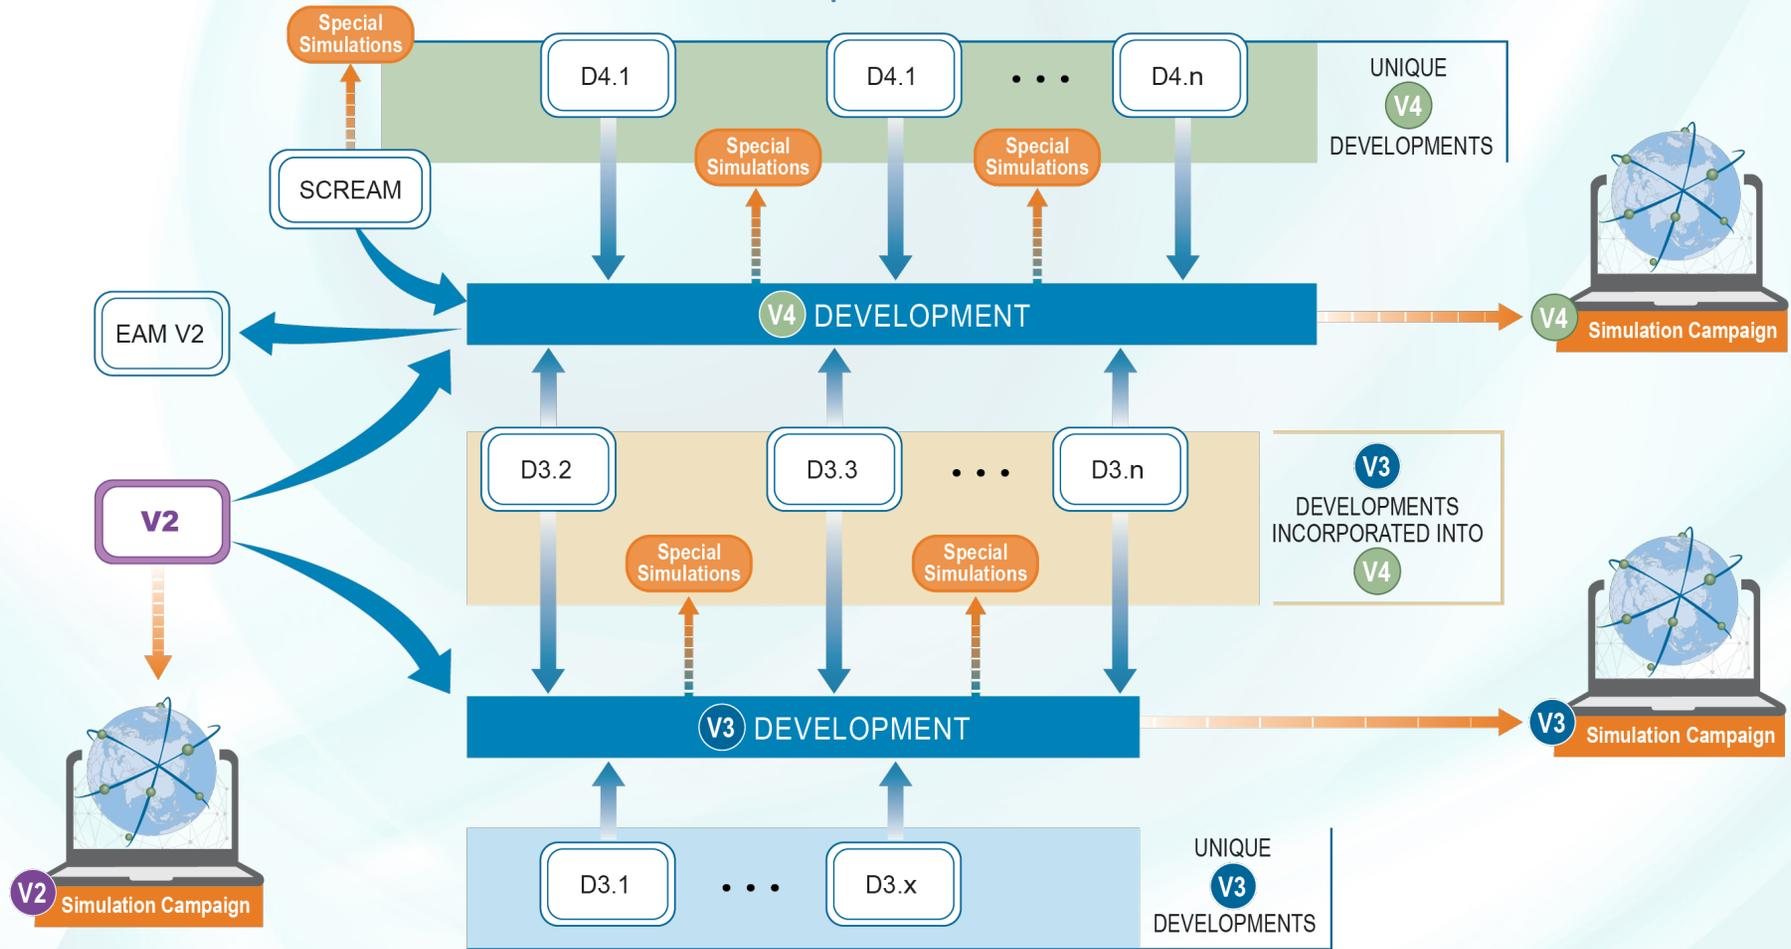 Special
Simulations
D4.1
D4.1
• • •
D4.n
UNIQUE
V4
DEVELOPMENTS
Special
Simulations
Special
Simulations
SCREAM
EAM V2
V4 DEVELOPMENT
V4 Simulation Campaign
D3.2
D3.3
• • •
D3.n
V3
DEVELOPMENTS
INCORPORATED INTO
V4
V2
Special
Simulations
Special
Simulations
V3 DEVELOPMENT
V3 Simulation Campaign
D3.1
• • •
D3.x
UNIQUE
V3
DEVELOPMENTS
V2 Simulation Campaign